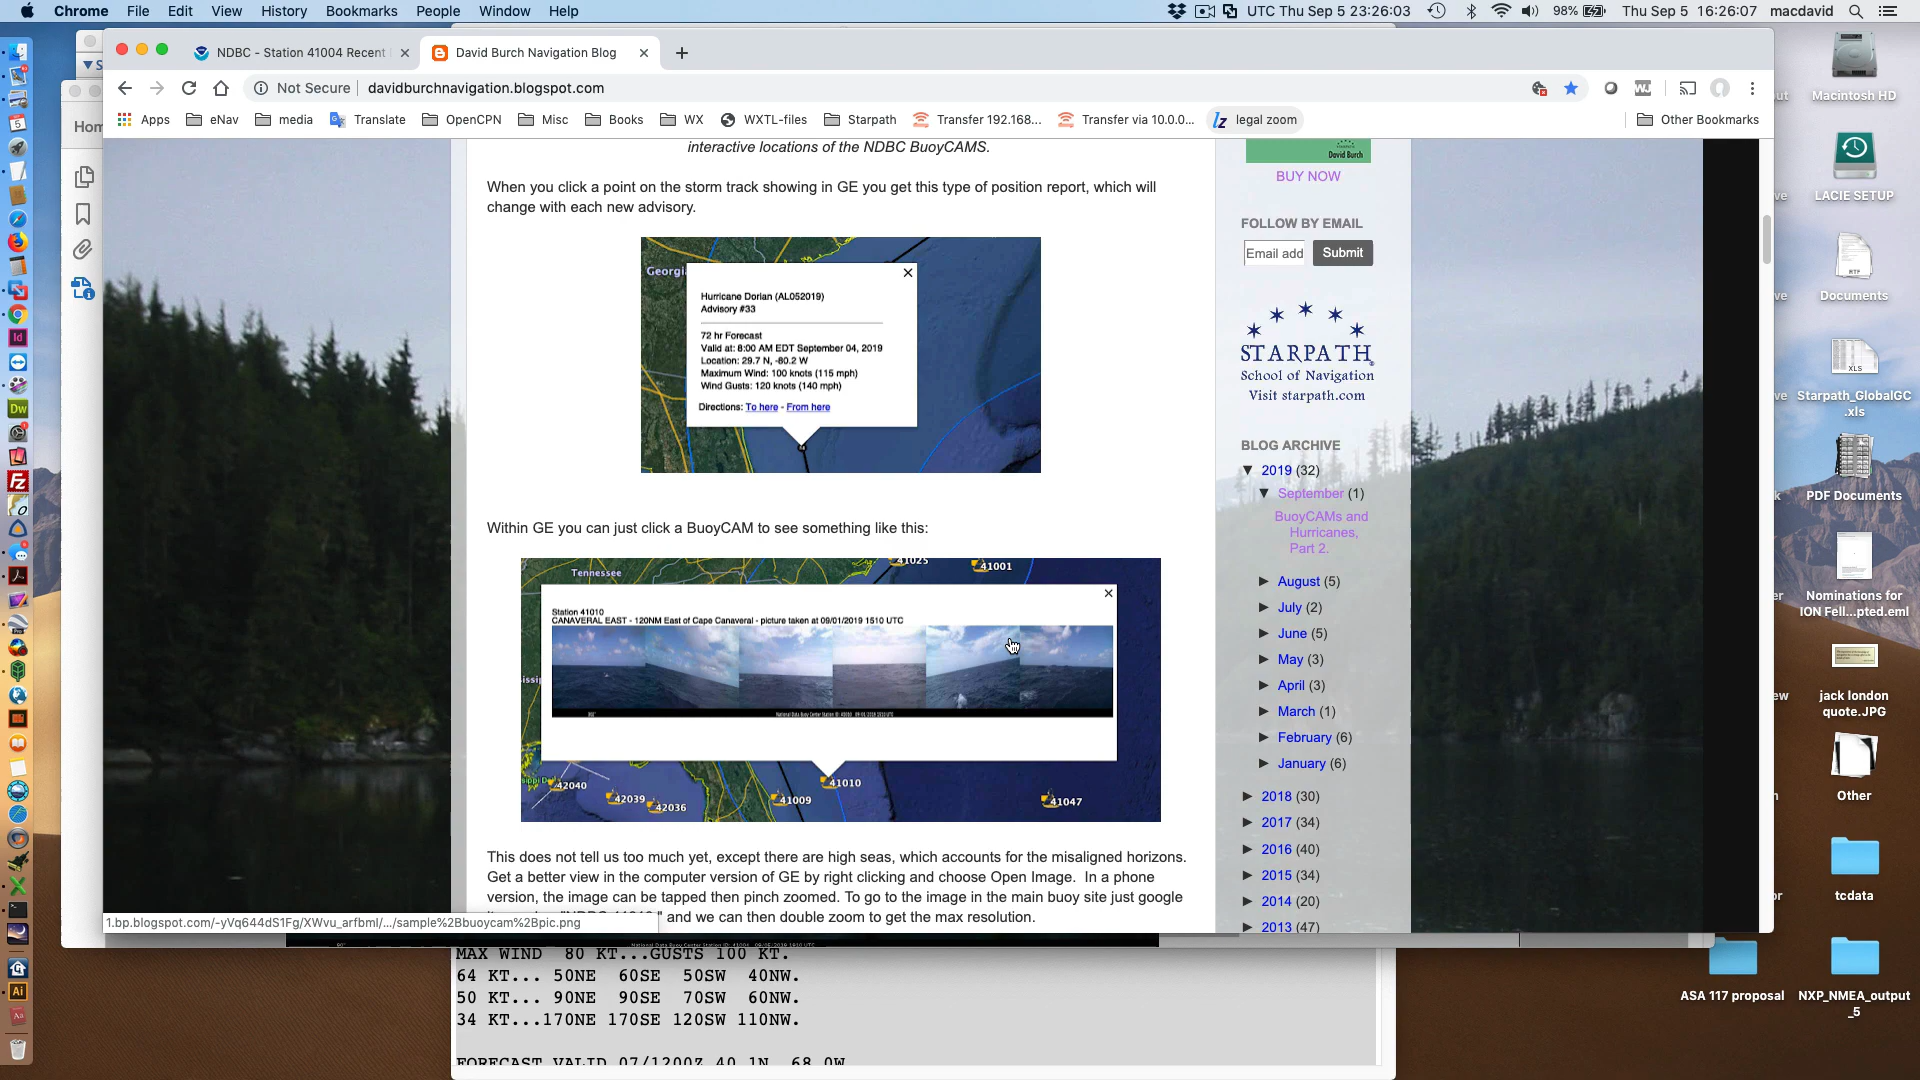 Chrome File Edit View History Bookmarks People Window Help
UTC Thu Sep 5 23:26:03 98% Thu Sep 5 16:26:07 macdavid
NDBC - Station 41004 Recent
David Burch Navigation Blog
Not Secure davidburchnavigation.blogspot.com
Apps eNav media Translate OpenCPN Misc Books WX WXTL-files Starpath Transfer 192.168... Transfer via 10.0.0... legal zoom Other Bookmarks
Hom
interactive locations of the NDBC BuoyCAMS.
When you click a point on the storm track showing in GE you get this type of position report, which will
change with each new advisory.
Georgi
Hurricane Dorian (AL052019)
Advisory #33
72 hr Forecast
Valid at: 8:00 AM EDT September 04, 2019
Location: 29.7 N, -80.2 W
Maximum Wind: 100 knots (115 mph)
Wind Gusts: 120 knots (140 mph)
Directions: To here - From here
Within GE you can just click a BuoyCAM to see something like this:
Tennessee
41025
41001
Station 41010
CANAVERAL EAST - 120NM East of Cape Canaveral - picture taken at 09/01/2019 1510 UTC
42040
42039
42036
41009
41010
41047
This does not tell us too much yet, except there are high seas, which accounts for the misaligned horizons.
Get a better view in the computer version of GE by right clicking and choose Open Image. In a phone
version, the image can be tapped then pinch zoomed. To go to the image in the main buoy site just google
and we can then double zoom to get the max resolution.
1.bp.blogspot.com/-yVq644dS1Fg/XWvu_arfbml/.../sample%2Bbuoycam%2Bpic.png
David Burch
BUY NOW
FOLLOW BY EMAIL
Email add Submit
STARPATH®
School of Navigation
Visit starpath.com
BLOG ARCHIVE
▼ 2019 (32)
▼ September (1)
BuoyCAMs and
Hurricanes,
Part 2.
► August (5)
► July (2)
► June (5)
► May (3)
► April (3)
► March (1)
► February (6)
► January (6)
► 2018 (30)
► 2017 (34)
► 2016 (40)
► 2015 (34)
► 2014 (20)
► 2013 (47)
MAX WIND 80 KT...GUSTS 100 KT.
64 KT... 50NE 60SE 50SW 40NW.
50 KT... 90NE 90SE 70SW 60NW.
34 KT...170NE 170SE 120SW 110NW.
FORECAST VALID 07/1200Z 40.1N 68.0W
Macintosh HD
LACIE SETUP
RTF
Documents
XLS
Starpath_GlobalGC
.xls
PDF Documents
Nominations for
ION Fell...pted.eml
jack london
quote.JPG
Other
tcdata
ASA 117 proposal
NXP_NMEA_output
_5